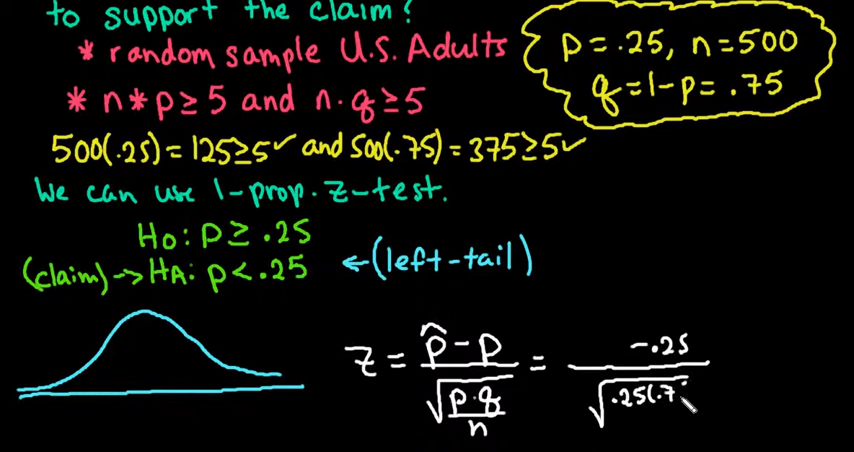 to support the claim?
* random sample U.S. Adults
* n*p≥5 and n·q≥5
p=.25, n=500
q=1-p=.75
500(.25)=125≥5✓ and 500(.75)=375≥5✓
We can use 1-prop. z-test.
Ho: P≥.25
(claim)→HA: p<.25 ←(left-tail)
z = p̂-p / √(p·q / n) = -.25 / √.25(.7